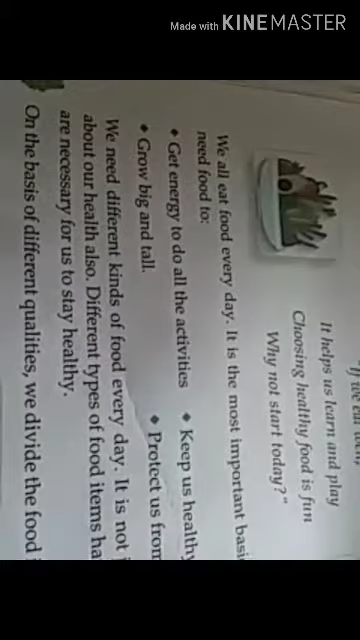 Made with KINEMASTER
It helps us learn and play
Choosing healthy food is fun
Why not start today?"
We all eat food every day. It is the most important
need food to:
♦ Get energy to do all the activities ♦ Keep us healthy
♦ Grow big and tall. ♦ Protect us from
We need different kinds of food every day. It is not
about our health also. Different types of food items
are necessary for us to stay healthy.
On the basis of different qualities, we divide the food